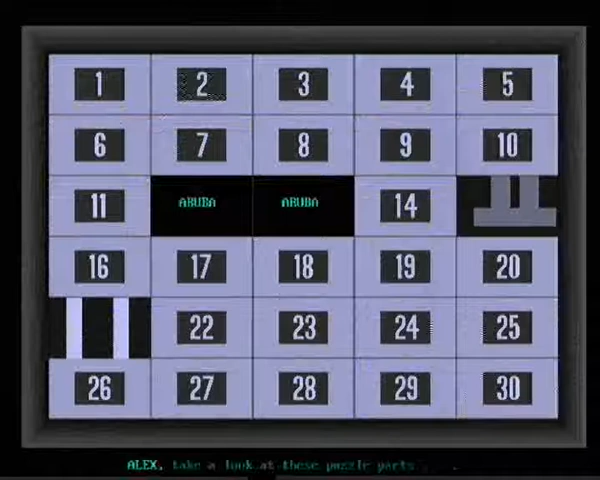 1 2 3 4 5
6 7 8 9 10
11 ARUBA ARUBA 14
16 17 18 19 20
22 23 24 25
26 27 28 29 30
ALEX, take a look at these puzzle parts . . .